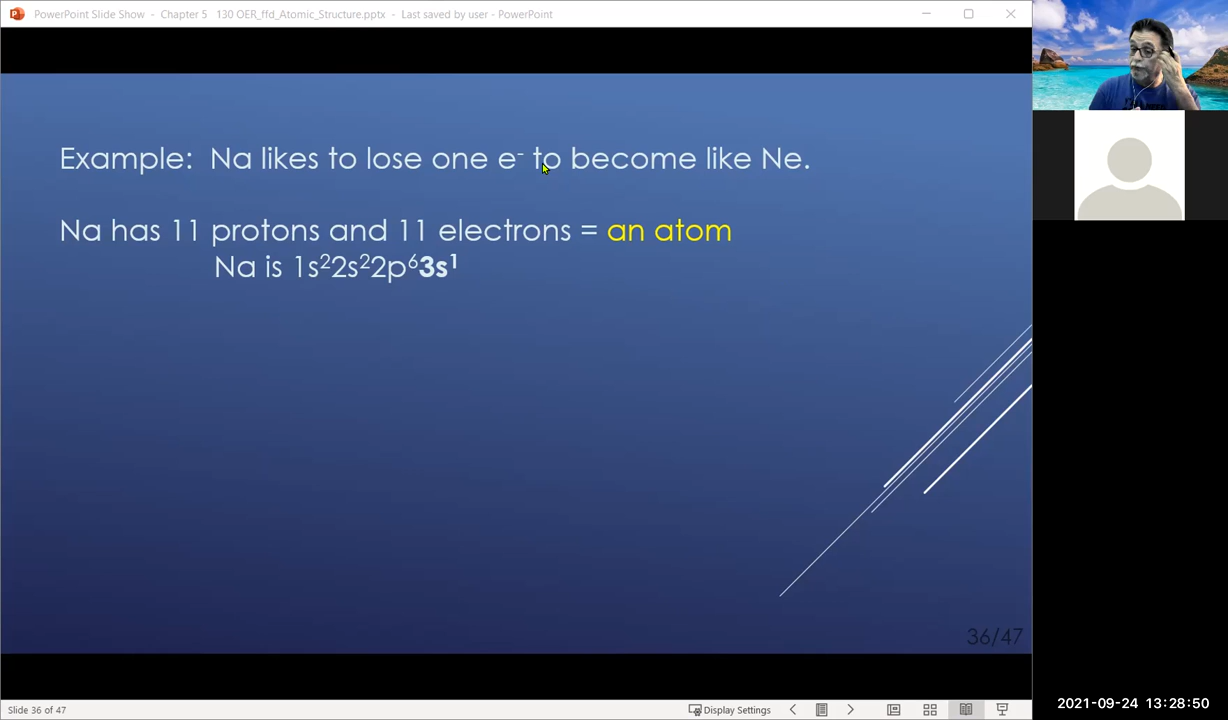 PowerPoint Slide Show - Chapter 5 130 OER_ffd_Atomic_Structure.pptx - Last saved by user - PowerPoint
Example: Na likes to lose one e⁻ to become like Ne.
Na has 11 protons and 11 electrons = an atom
Na is 1s²2s²2p⁶3s¹
36/47
Slide 36 of 47
Display Settings
2021-09-24 13:28:50